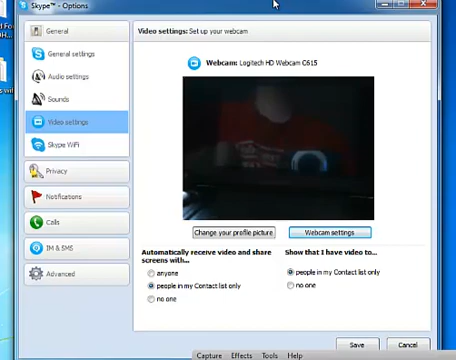 Skype™ - Options
General
Video settings: Set up your webcam
General settings
Audio settings
Sounds
Video settings
Skype WiFi
Privacy
Notifications
Calls
IM & SMS
Advanced
Webcam: Logitech HD Webcam C615
Change your profile picture
Webcam settings
Automatically receive video and share
screens with...
anyone
people in my Contact list only
no one
Show that I have video to...
people in my Contact list only
no one
Save
Cancel
Capture Effects Tools Help